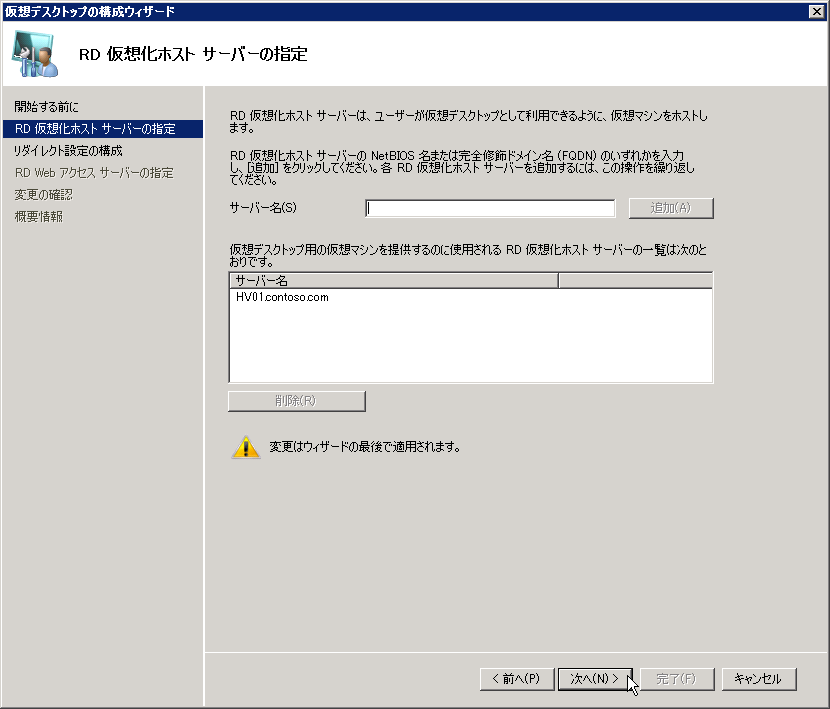 仮想デスクトップの構成ウィザード
RD 仮想化ホスト サーバーの指定
開始する前に
RD 仮想化ホスト サーバーの指定
リダイレクト設定の構成
RD Web アクセス サーバーの指定
変更の確認
概要情報
RD 仮想化ホスト サーバーは、ユーザーが仮想デスクトップとして利用できるように、仮想マシンをホストし
ます。
RD 仮想化ホスト サーバーの NetBIOS 名または完全修飾ドメイン名 (FQDN) のいずれかを入力
し、[追加] をクリックしてください。各 RD 仮想化ホスト サーバーを追加するには、この操作を繰り返し
てください。
サーバー名(S)
追加(A)
仮想デスクトップ用の仮想マシンを提供するのに使用される RD 仮想化ホスト サーバーの一覧は次のと
おりです。
サーバー名
HV01.contoso.com
削除(R)
変更はウィザードの最後で適用されます。
< 前へ(P)
次へ(N) >
完了(F)
キャンセル